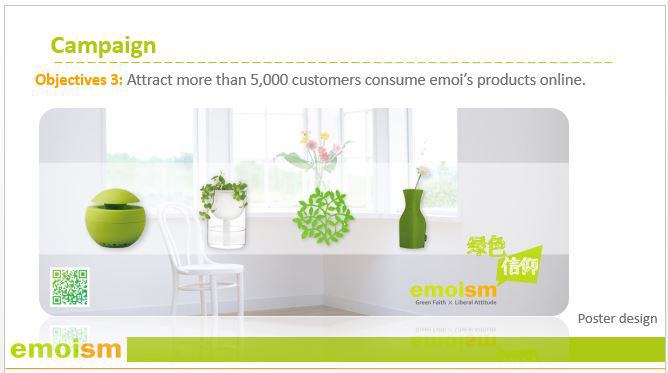 Campaign
Objectives 3: Attract more than 5,000 customers consume emoi's products online.
绿色
信仰
emoism
Green Faith X Liberal Attitude
Poster design
emoism